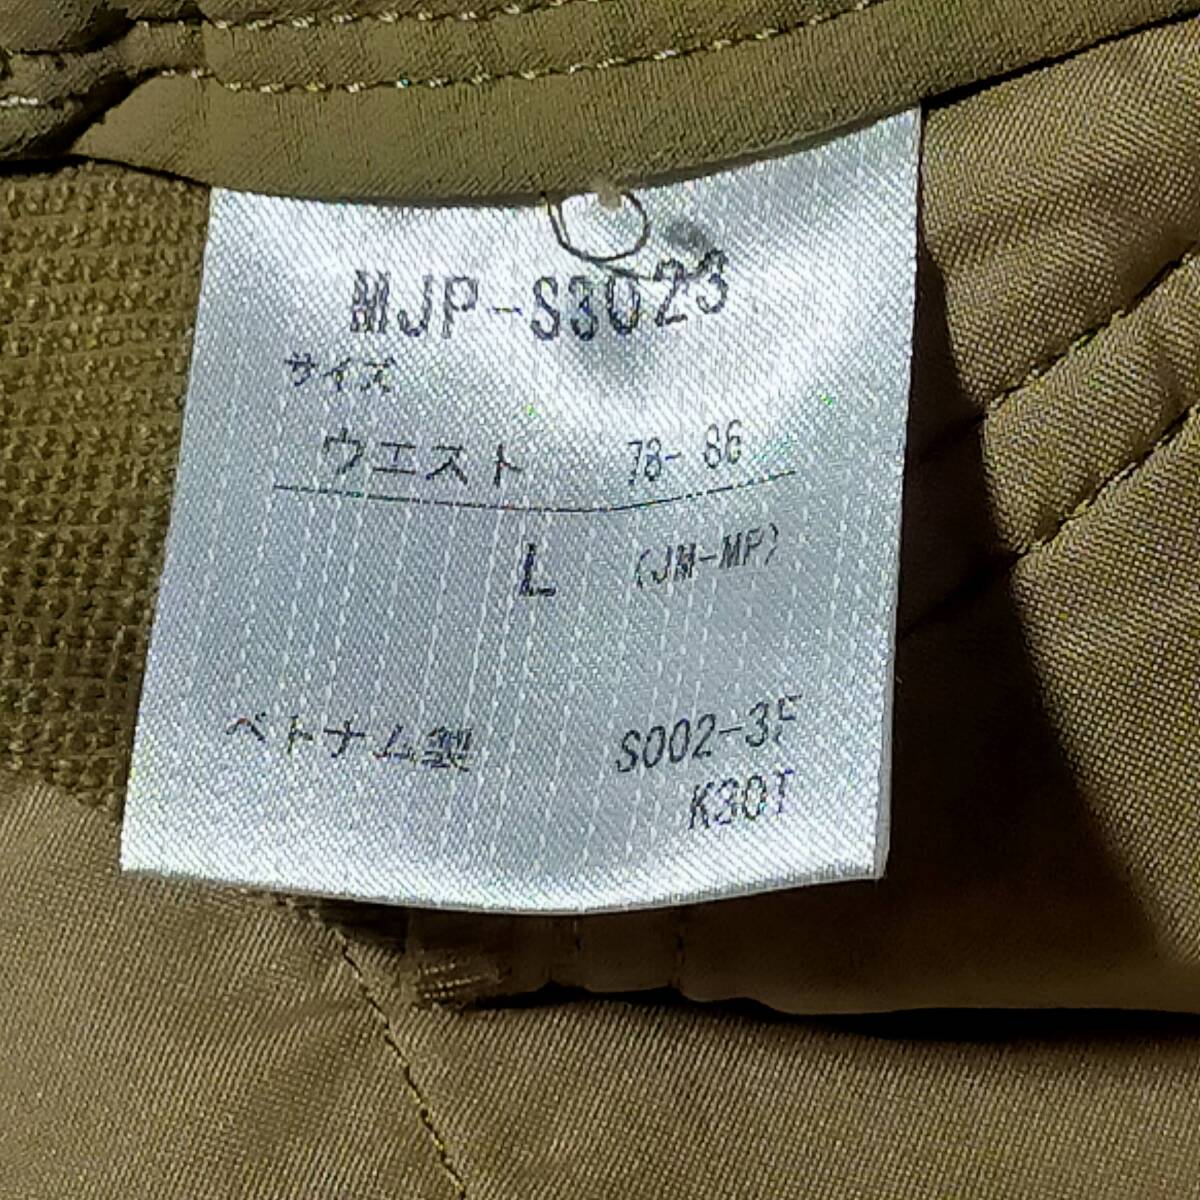 MJP-S3023
サイズ
ウエスト 78- 86
L (JM-MP)
ベトナム製 S002-3F
K30T